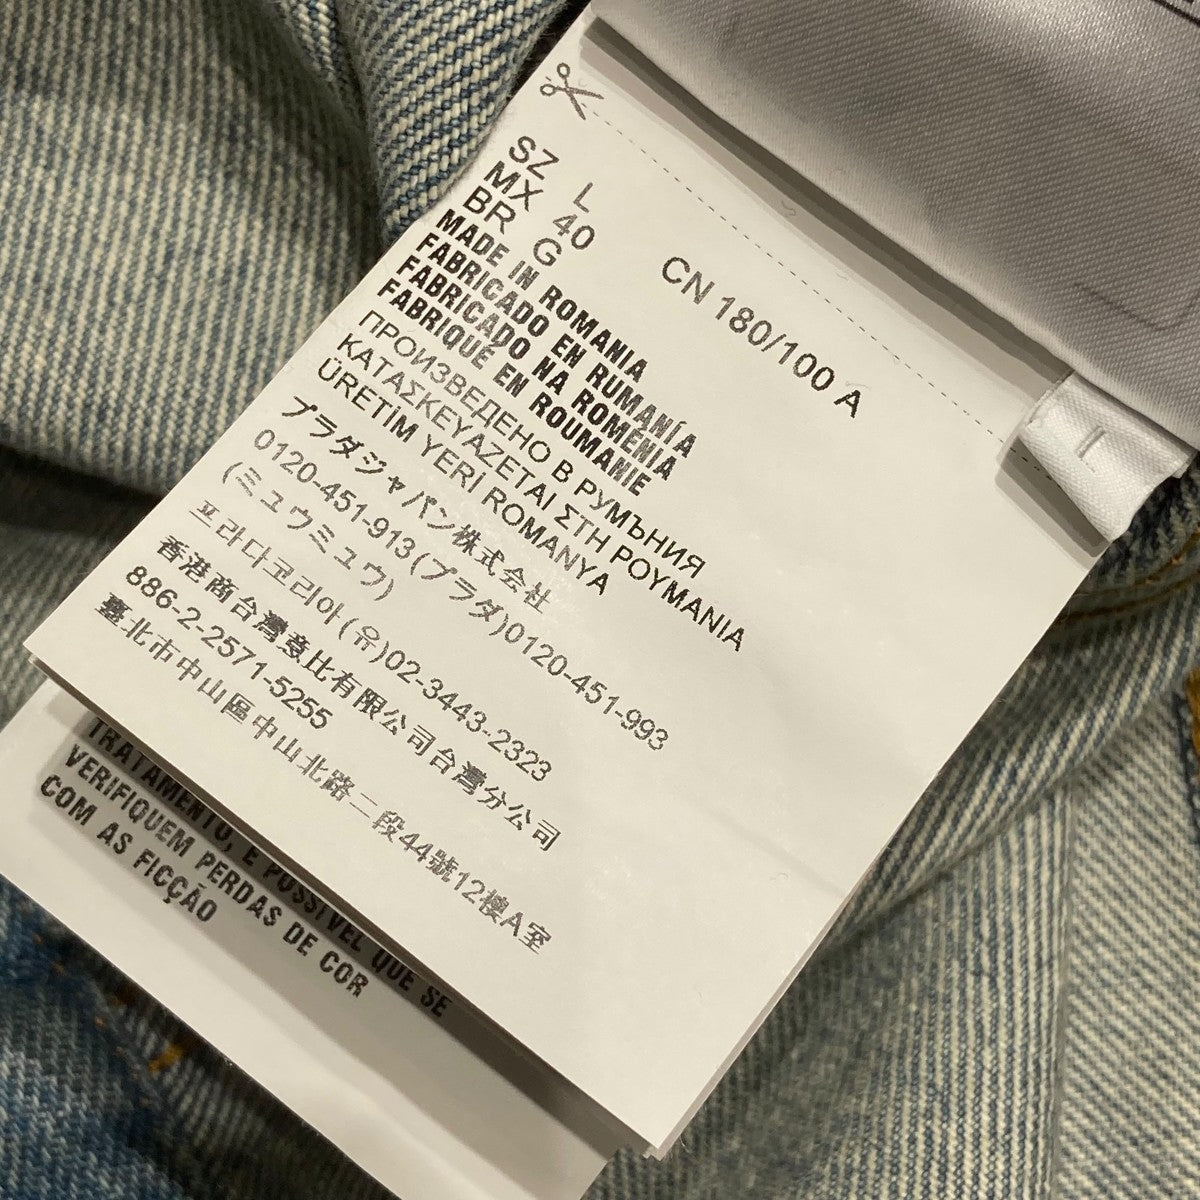 SZ L CN 180/100 A
MX 40
BR G
MADE IN ROMANIA
FABRICADO EN RUMANÍA
FABRICADO NA ROMÉNIA
FABRIQUÉ EN ROUMANIE
ПРОИЗВЕДЕНО В РУМЪНИЯ
ΚΑΤΑΣΚΕΥΑΖΕΤΑΙ ΣΤΗ ΡΟΥΜΑΝΙΑ
ÜRETİM YERİ ROMANYA
プラダジャパン株式会社
0120-451-913(プラダ)0120-451-993
(ミュウミュウ)
프라다코리아(유)02-3443-2323
香港商台灣意比有限公司台灣分公司
886-2-2571-5255
臺北市中山區中山北路二段44號12樓A室
TRATAMENTO, É POSSÍVEL QUE SE
VERIFIQUEM PERDAS DE COR
COM AS FICÇÃO